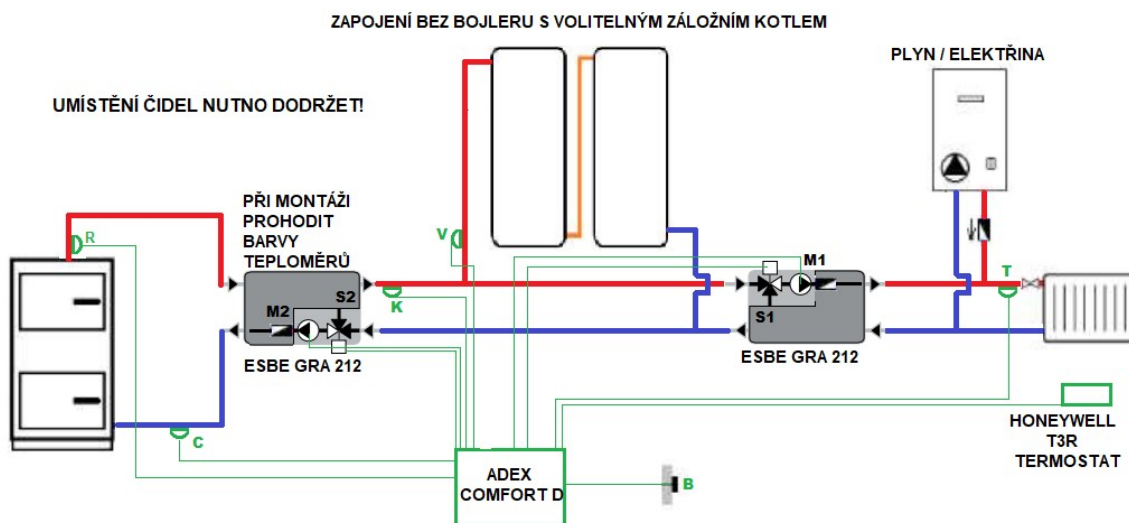 ZAPOJENÍ BEZ BOJLERU S VOLITELNÝM ZÁLOŽNÍM KOTLEM
PLYN / ELEKTŘINA
UMÍSTĚNÍ ČIDEL NUTNO DODRŽET!
PŘI MONTÁŽI
PROHODIT
BARVY
TEPLOMĚRŮ
R
V
M1
T
S2
K
M2
S1
ESBE GRA 212
ESBE GRA 212
HONEYWELL
T3R
TERMOSTAT
C
ADEX
COMFORT D
B